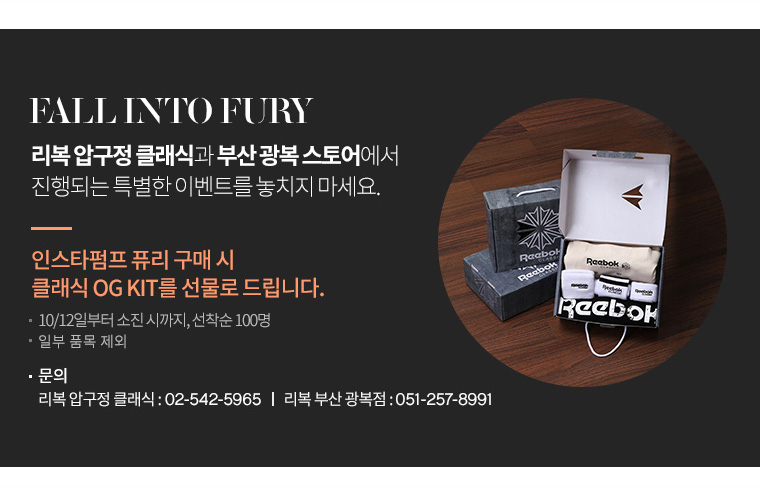 FALL INTO FURY
리복 압구정 클래식과 부산 광복 스토어에서
진행되는 특별한 이벤트를 놓치지 마세요.
인스타펌프 퓨리 구매 시
클래식 OG KIT를 선물로 드립니다.
10/12일부터 소진 시까지, 선착순 100명
일부 품목 제외
문의
리복 압구정 클래식 : 02-542-5965 | 리복 부산 광복점 : 051-257-8991
Reebok
Reebok
Reebok
Reebok